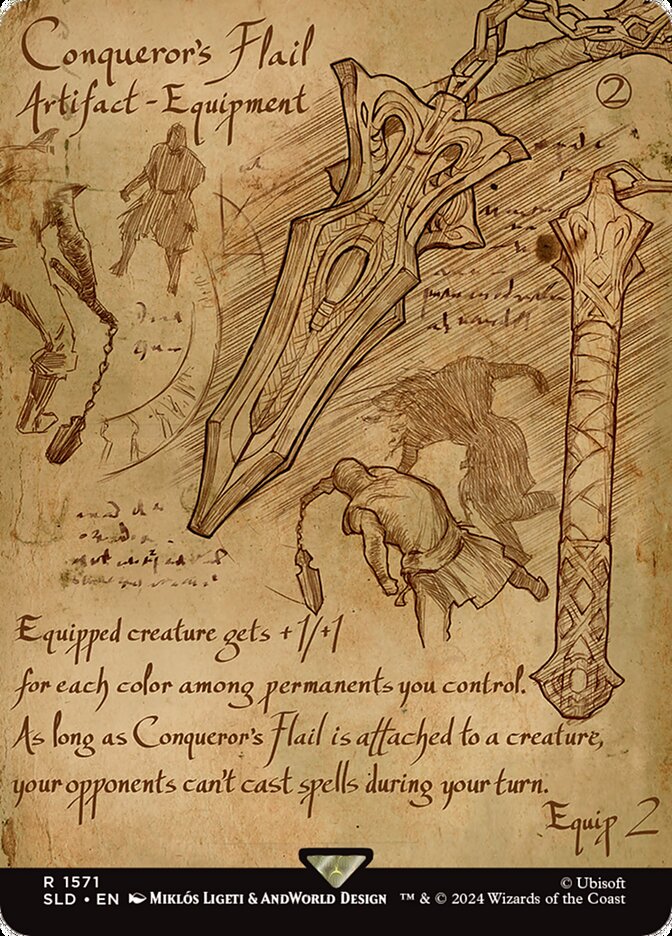 Conqueror's Flail
Artifact - Equipment
2
Equipped creature gets +1/+1
for each color among permanents you control.
As long as Conqueror's Flail is attached to a creature,
your opponents can't cast spells during your turn.
Equip 2
R 1571
SLD • EN Miklós Ligeti & AndWorld Design
™ & © 2024 Wizards of the Coast
© Ubisoft